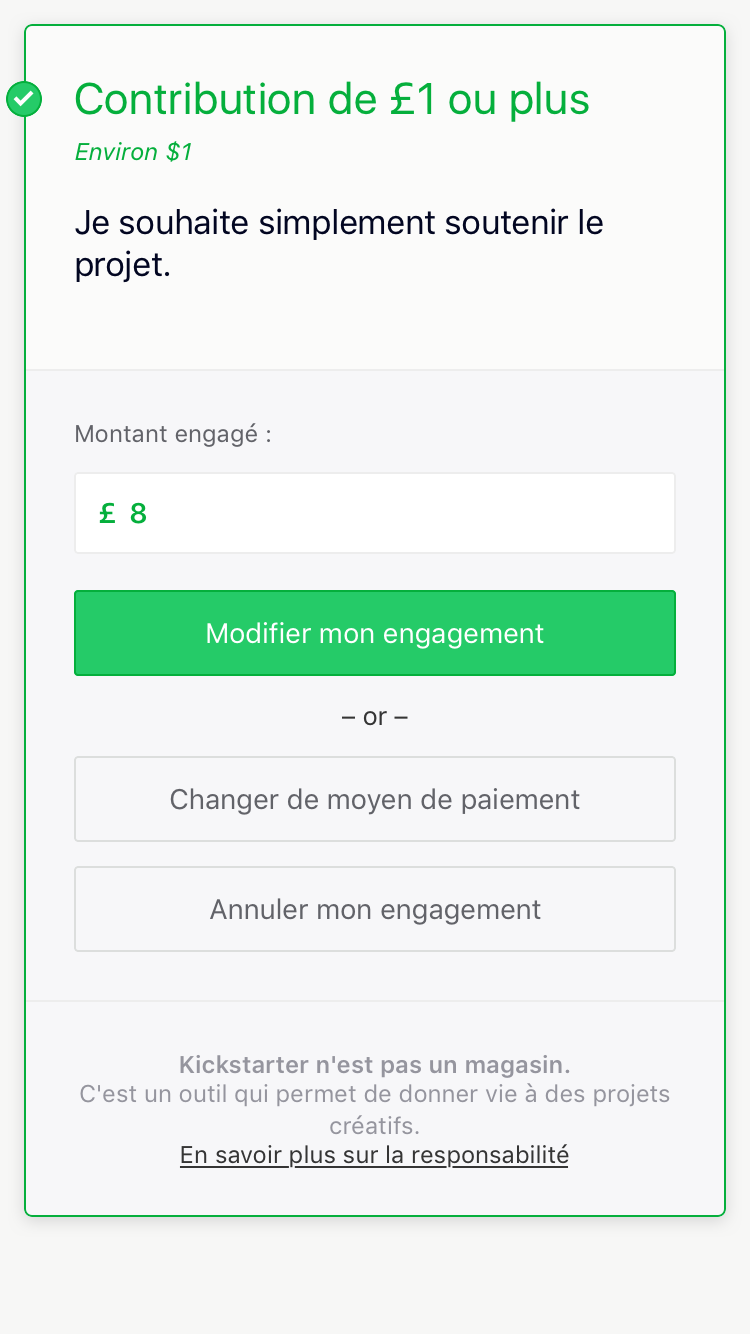 Contribution de £1 ou plus
Environ $1
Je souhaite simplement soutenir le
projet.
Montant engagé :
£ 8
Modifier mon engagement
– or –
Changer de moyen de paiement
Annuler mon engagement
Kickstarter n'est pas un magasin.
C'est un outil qui permet de donner vie à des projets
créatifs.
En savoir plus sur la responsabilité